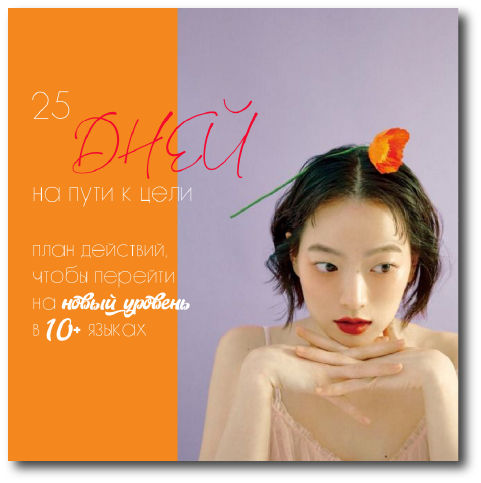 25
ДНЕЙ
на пути к цели
план действий,
чтобы перейти
на новый уровень
в 10+ языках